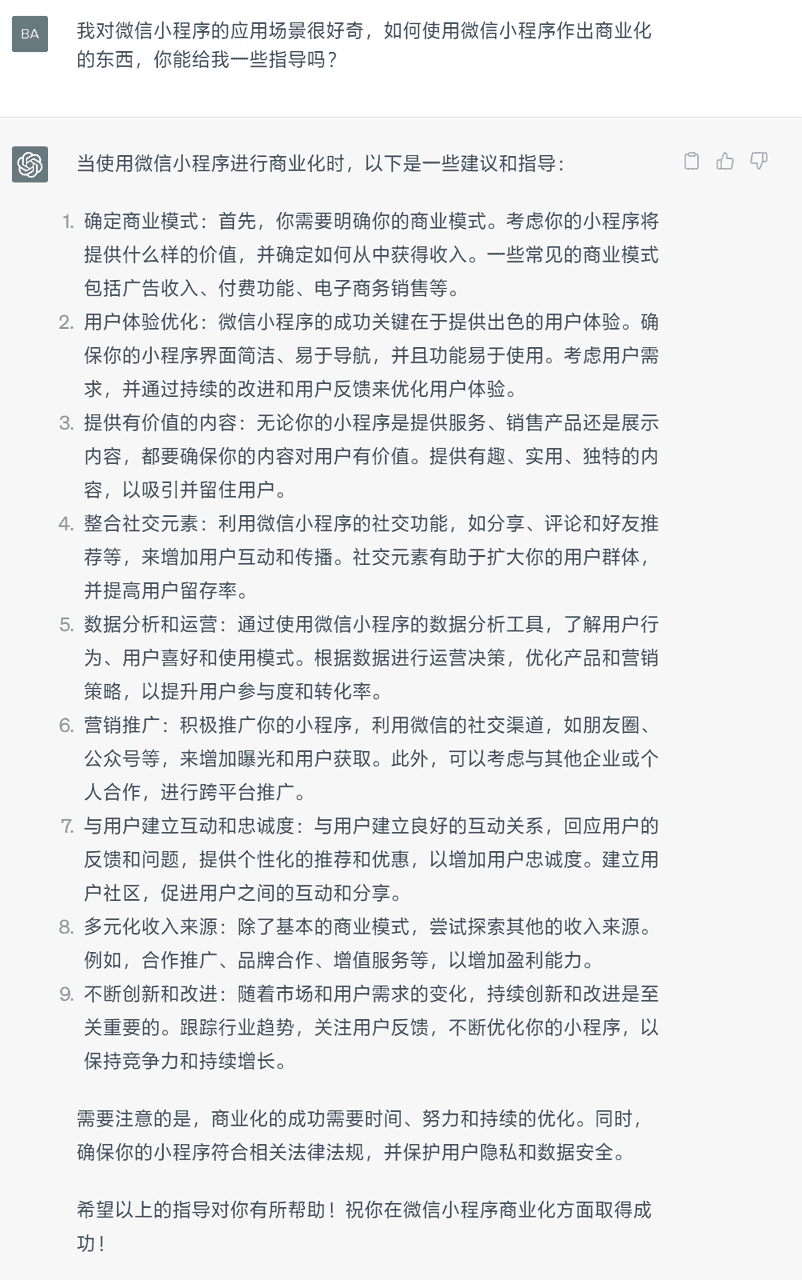 BA
我对微信小程序的应用场景很好奇，如何使用微信小程序作出商业化
的东西，你能给我一些指导吗？
当使用微信小程序进行商业化时，以下是一些建议和指导：
1. 确定商业模式：首先，你需要明确你的商业模式。考虑你的小程序将
提供什么样的价值，并确定如何从中获得收入。一些常见的商业模式
包括广告收入、付费功能、电子商务销售等。
2. 用户体验优化：微信小程序的成功关键在于提供出色的用户体验。确
保你的小程序界面简洁、易于导航，并且功能易于使用。考虑用户需
求，并通过持续的改进和用户反馈来优化用户体验。
3. 提供有价值的内容：无论你的小程序是提供服务、销售产品还是展示
内容，都要确保你的内容对用户有价值。提供有趣、实用、独特的内
容，以吸引并留住用户。
4. 整合社交元素：利用微信小程序的社交功能，如分享、评论和好友推
荐等，来增加用户互动和传播。社交元素有助于扩大你的用户群体，
并提高用户留存率。
5. 数据分析和运营：通过使用微信小程序的数据分析工具，了解用户行
为、用户喜好和使用模式。根据数据进行运营决策，优化产品和营销
策略，以提升用户参与度和转化率。
6. 营销推广：积极推广你的小程序，利用微信的社交渠道，如朋友圈、
公众号等，来增加曝光和用户获取。此外，可以考虑与其他企业或个
人合作，进行跨平台推广。
7. 与用户建立互动和忠诚度：与用户建立良好的互动关系，回应用户的
反馈和问题，提供个性化的推荐和优惠，以增加用户忠诚度。建立用
户社区，促进用户之间的互动和分享。
8. 多元化收入来源：除了基本的商业模式，尝试探索其他的收入来源。
例如，合作推广、品牌合作、增值服务等，以增加盈利能力。
9. 不断创新和改进：随着市场和用户需求的变化，持续创新和改进是至
关重要的。跟踪行业趋势，关注用户反馈，不断优化你的小程序，以
保持竞争力和持续增长。
需要注意的是，商业化的成功需要时间、努力和持续的优化。同时，
确保你的小程序符合相关法律法规，并保护用户隐私和数据安全。
希望以上的指导对你有所帮助！祝你在微信小程序商业化方面取得成
功！